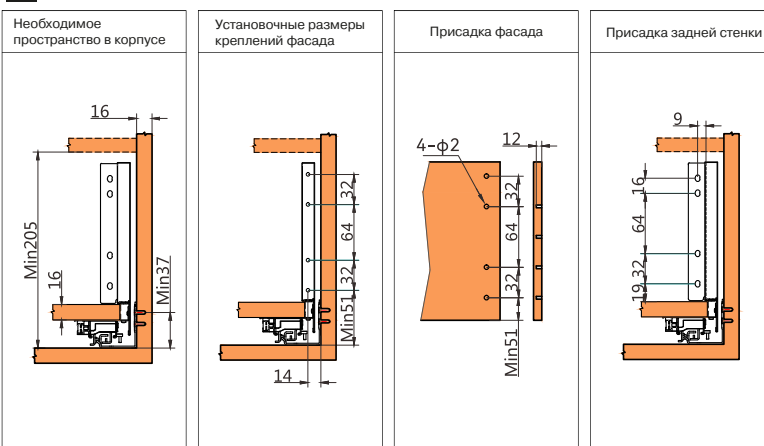 Необходимое
пространство в корпусе
16
Min205
16
Min37
Установочные размеры
креплений фасада
32
64
32
Min51
14
Присадка фасада
4-ф2
12
32
64
32
Min51
Присадка задней стенки
9
16
64
32
19